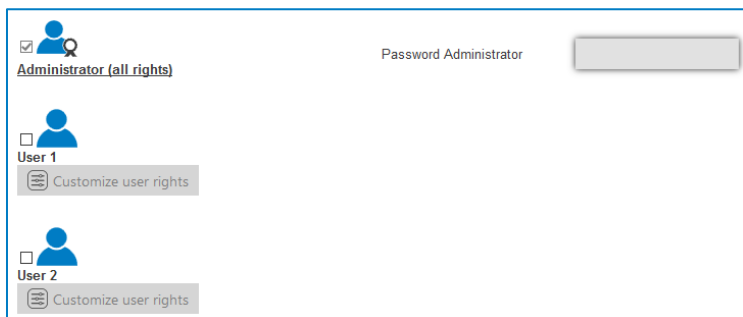 Password Administrator
Administrator (all rights)
User 1
Customize user rights
User 2
Customize user rights